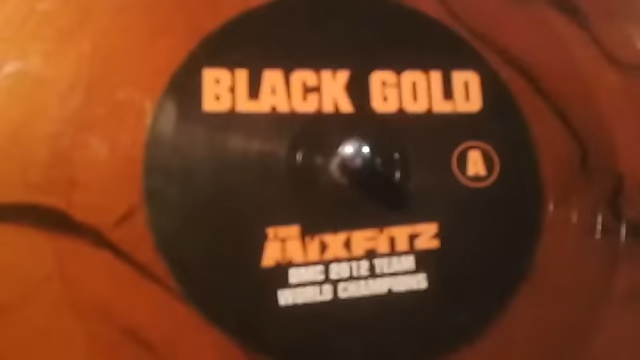 BLACK GOLD
A
THE
MIXFITZ
DMC 2012 TEAM
WORLD CHAMPIONS